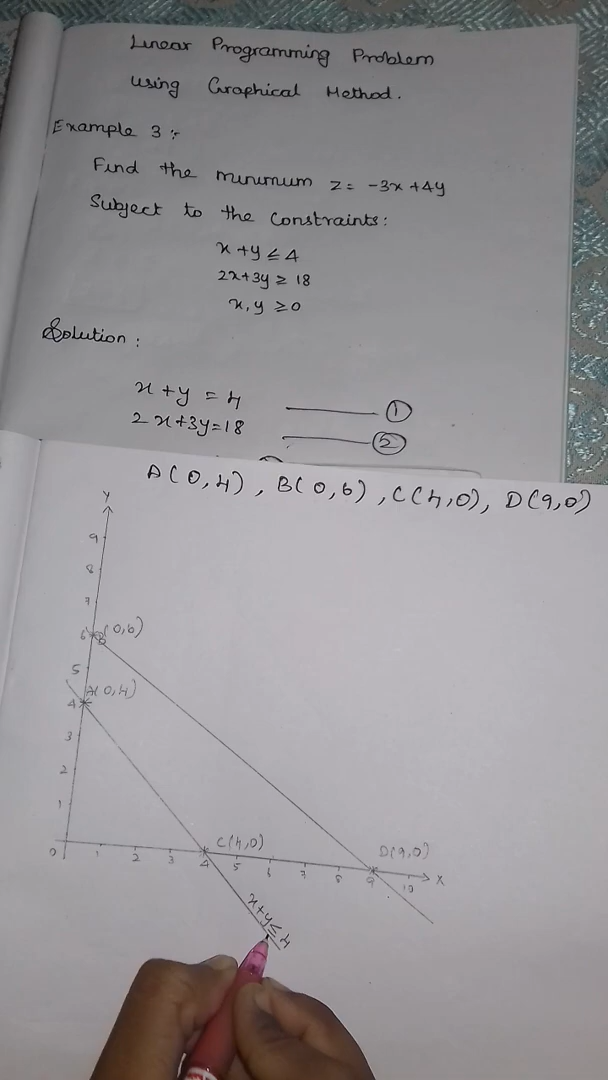 Linear Programming Problem
using Graphical Method.
Example 3 :-
Find the minimum z = -3x + 4y
Subject to the Constraints:
x + y ≤ 4
2x + 3y ≥ 18
x, y ≥ 0
Solution :
x + y = 4 ——— ①
2x + 3y = 18 ——— ②
A(0,4), B(0,6), C(4,0), D(9,0)
Y
9
8
7
6 B(0,6)
5
4 A(0,4)
3
2
1
C(4,0) D(9,0)
0 1 2 3 4 5 6 7 8 9 10 X
x+y≤4